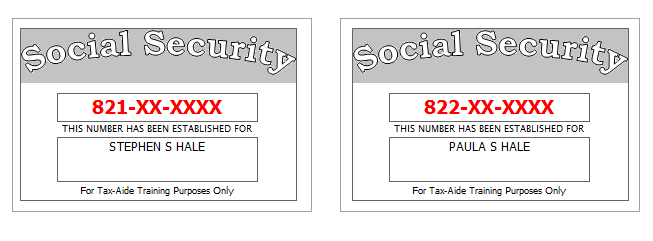 Social Security
821-XX-XXXX
THIS NUMBER HAS BEEN ESTABLISHED FOR
STEPHEN S HALE
For Tax-Aide Training Purposes Only
Social Security
822-XX-XXXX
THIS NUMBER HAS BEEN ESTABLISHED FOR
PAULA S HALE
For Tax-Aide Training Purposes Only